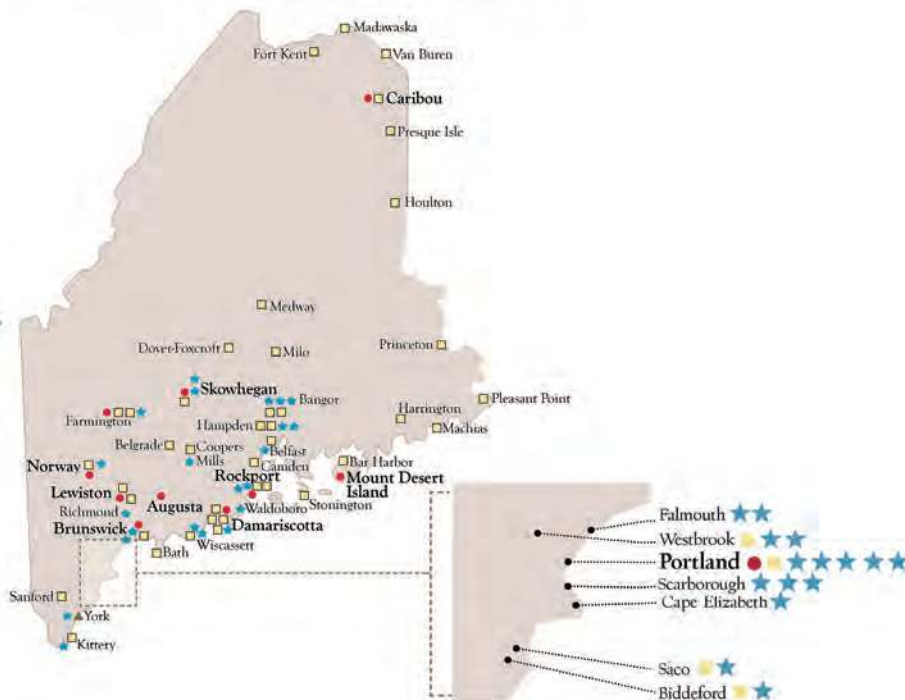 Madawaska
Fort Kent
Van Buren
Caribou
Presque Isle
Houlton
Medway
Dover-Foxcroft
Milo
Princeton
Skowhegan
Bangor
Pleasant Point
Farmington
Harrington
Hampden
Machias
Belgrade
Coopers
Mills
Belfast
Norway
Camden
Bar Harbor
Rockport
Mount Desert
Island
Lewiston
Stonington
Augusta
Waldoboro
Richmond
Damariscotta
Brunswick
Wiscassett
Bath
Falmouth
Westbrook
Portland
Scarborough
Cape Elizabeth
Sanford
York
Kittery
Saco
Biddeford